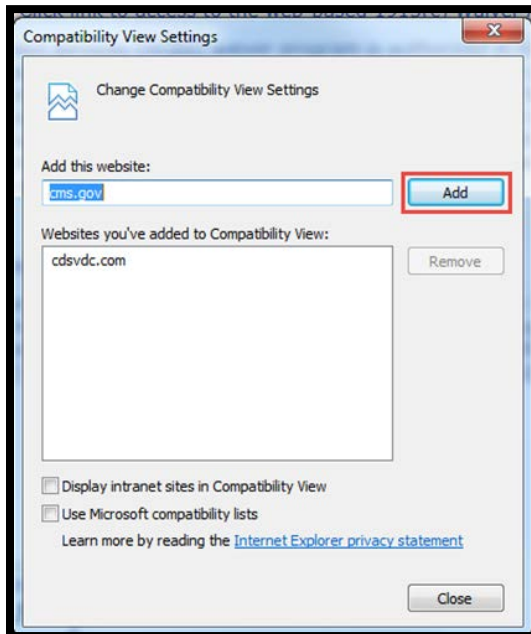 Compatibility View Settings
Change Compatibility View Settings
Add this website:
cms.gov
Add
Websites you've added to Compatibility View:
cdsvdc.com
Remove
Display intranet sites in Compatibility View
Use Microsoft compatibility lists
Learn more by reading the Internet Explorer privacy statement
Close